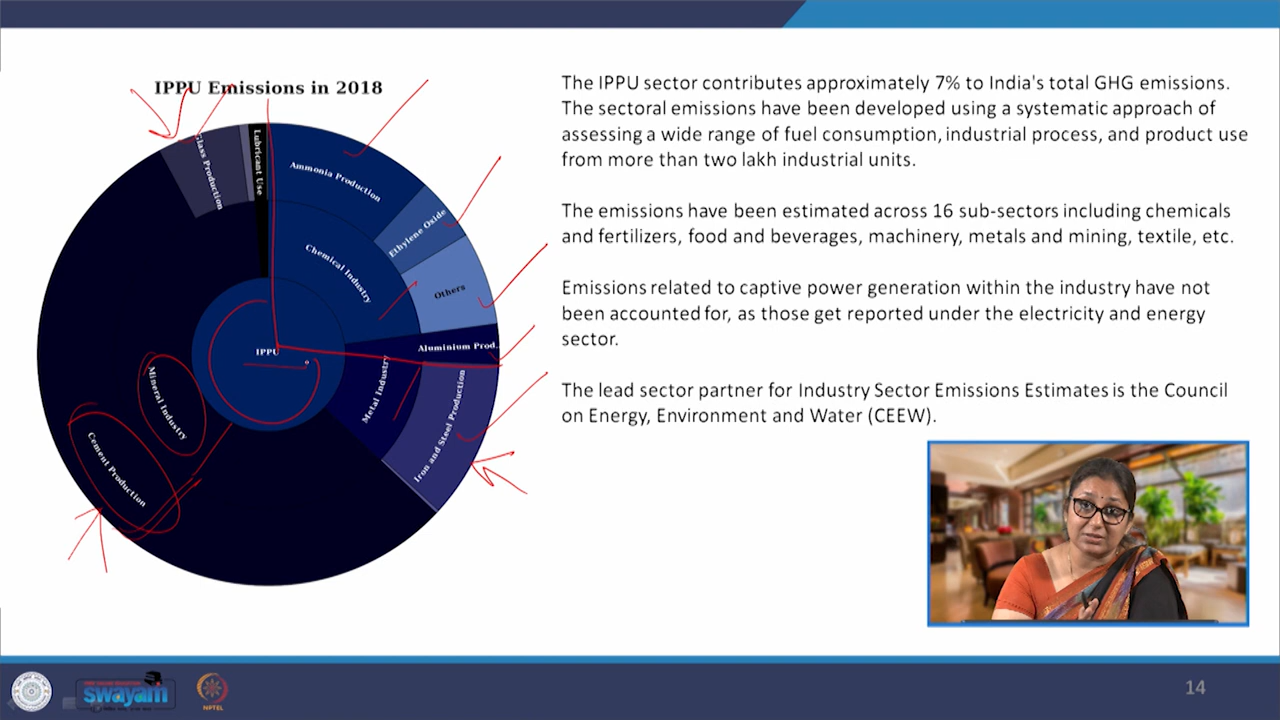 IPPU Emissions in 2018
Glass Production
Lubricant Use
Ammonia Production
Ethylene Oxide
Others
Chemical Industry
Aluminium Prod..
IPPU
Metal Industry
Iron and Steel Production
Mineral Industry
Cement Production
The IPPU sector contributes approximately 7% to India's total GHG emissions.
The sectoral emissions have been developed using a systematic approach of
assessing a wide range of fuel consumption, industrial process, and product use
from more than two lakh industrial units.
The emissions have been estimated across 16 sub-sectors including chemicals
and fertilizers, food and beverages, machinery, metals and mining, textile, etc.
Emissions related to captive power generation within the industry have not
been accounted for, as those get reported under the electricity and energy
sector.
The lead sector partner for Industry Sector Emissions Estimates is the Council
on Energy, Environment and Water (CEEW).
swayam
NPTEL
14